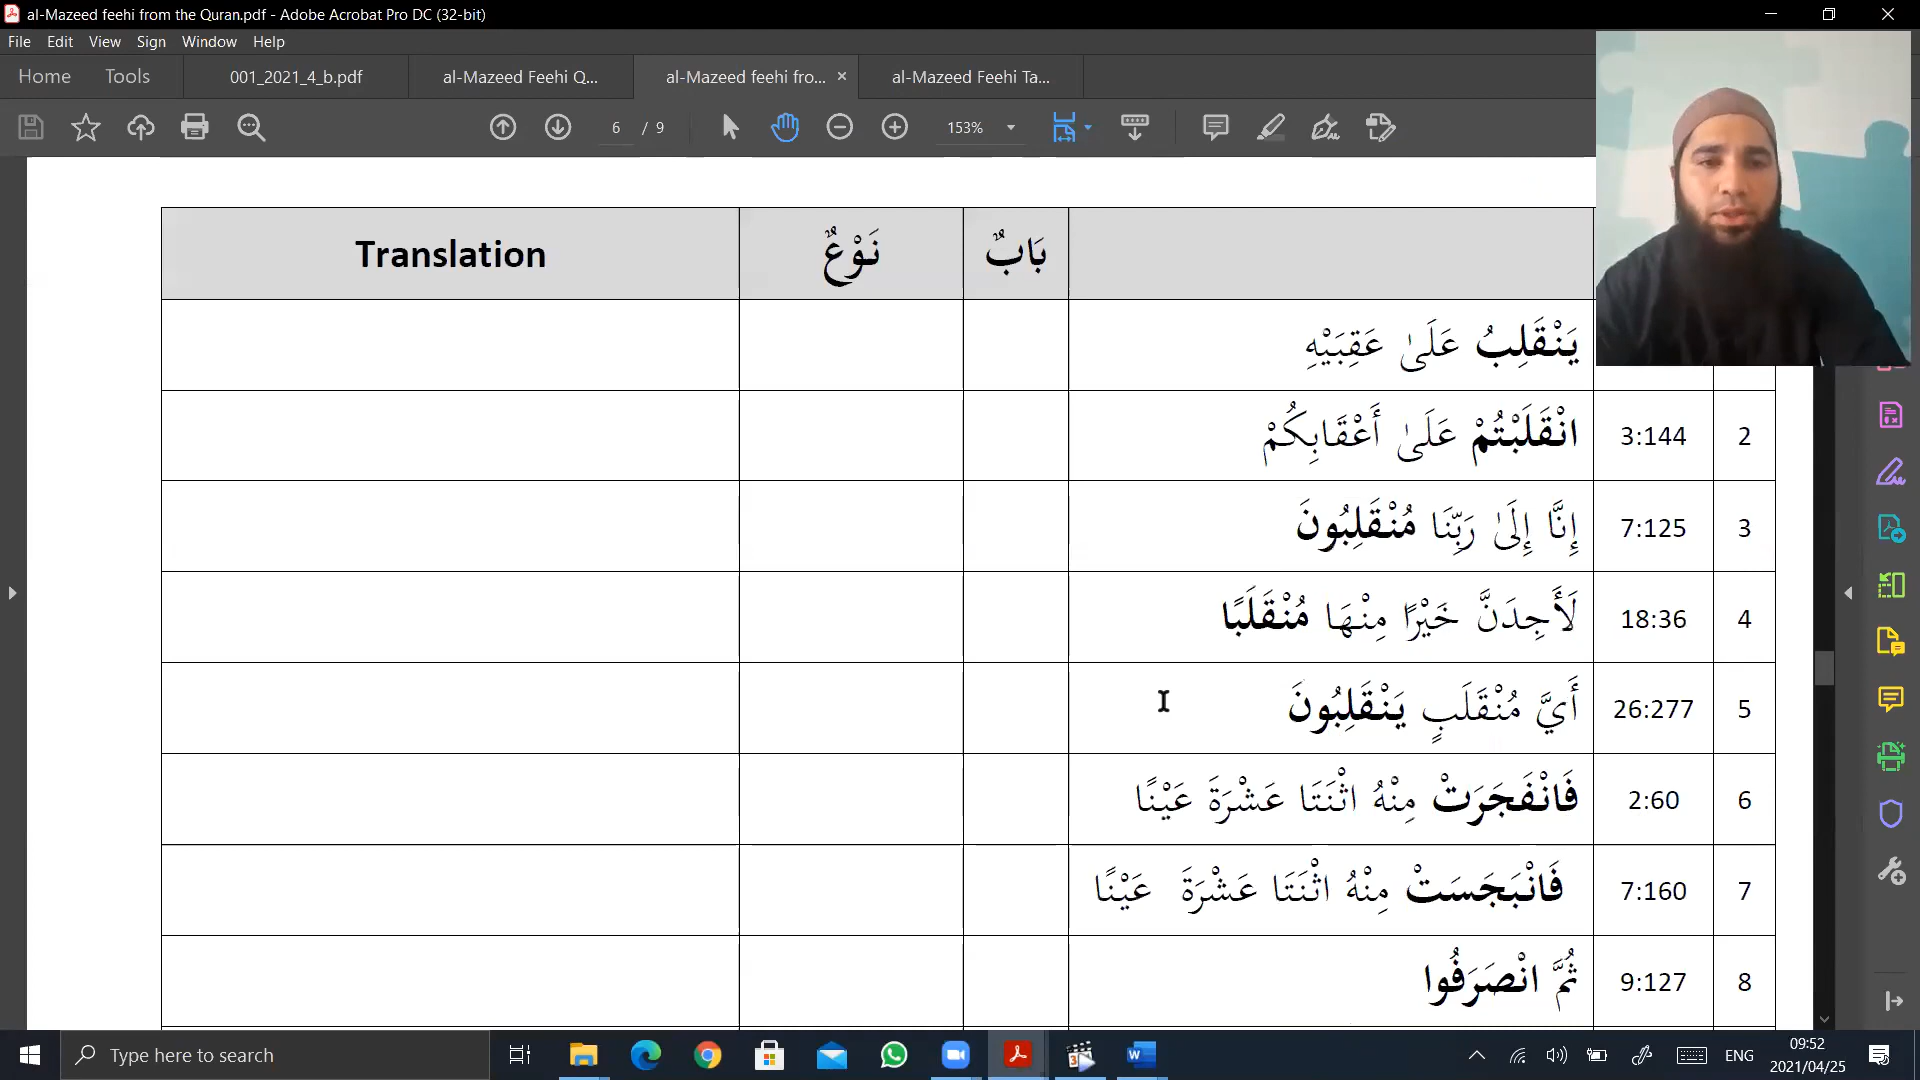 al-Mazeed feehi from the Quran.pdf - Adobe Acrobat Pro DC (32-bit)
File Edit View Sign Window Help
Home Tools 001_2021_4_b.pdf al-Mazeed Feehi Q... al-Mazeed feehi fro... al-Mazeed Feehi Ta...
6 / 9 153%
بَابٌ نَوْعٌ Translation
يَنْقَلِبُ عَلَىٰ عَقِبَيْهِ
2 3:144 انْقَلَبْتُمْ عَلَىٰ أَعْقَابِكُمْ
3 7:125 إِنَّا إِلَىٰ رَبِّنَا مُنْقَلِبُونَ
4 18:36 لَأَجِدَنَّ خَيْرًا مِنْهَا مُنْقَلَبًا
5 26:277 أَيَّ مُنْقَلَبٍ يَنْقَلِبُونَ
6 2:60 فَانْفَجَرَتْ مِنْهُ اثْنَتَا عَشْرَةَ عَيْنًا
7 7:160 فَانْبَجَسَتْ مِنْهُ اثْنَتَا عَشْرَةَ عَيْنًا
8 9:127 ثُمَّ انْصَرَفُوا
Type here to search
ENG
09:52
2021/04/25